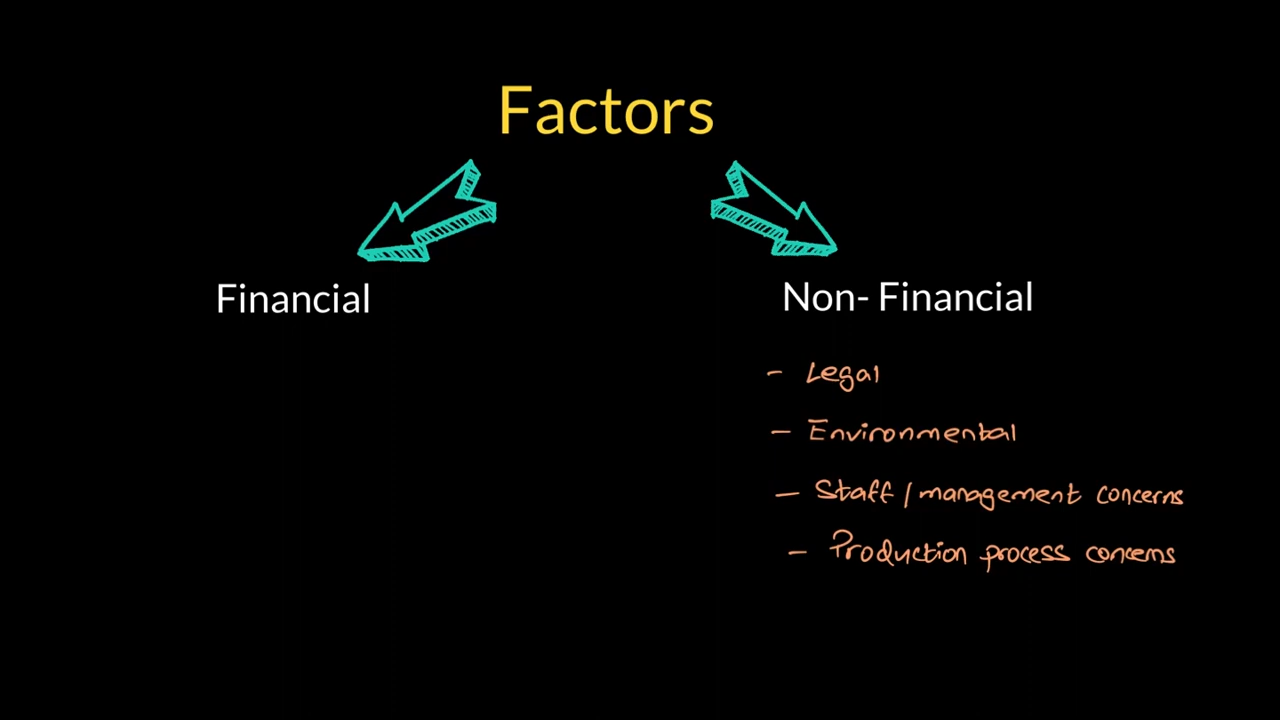 Factors
Financial
Non- Financial
- Legal
- Environmental
- Staff / management concerns
- Production process concerns